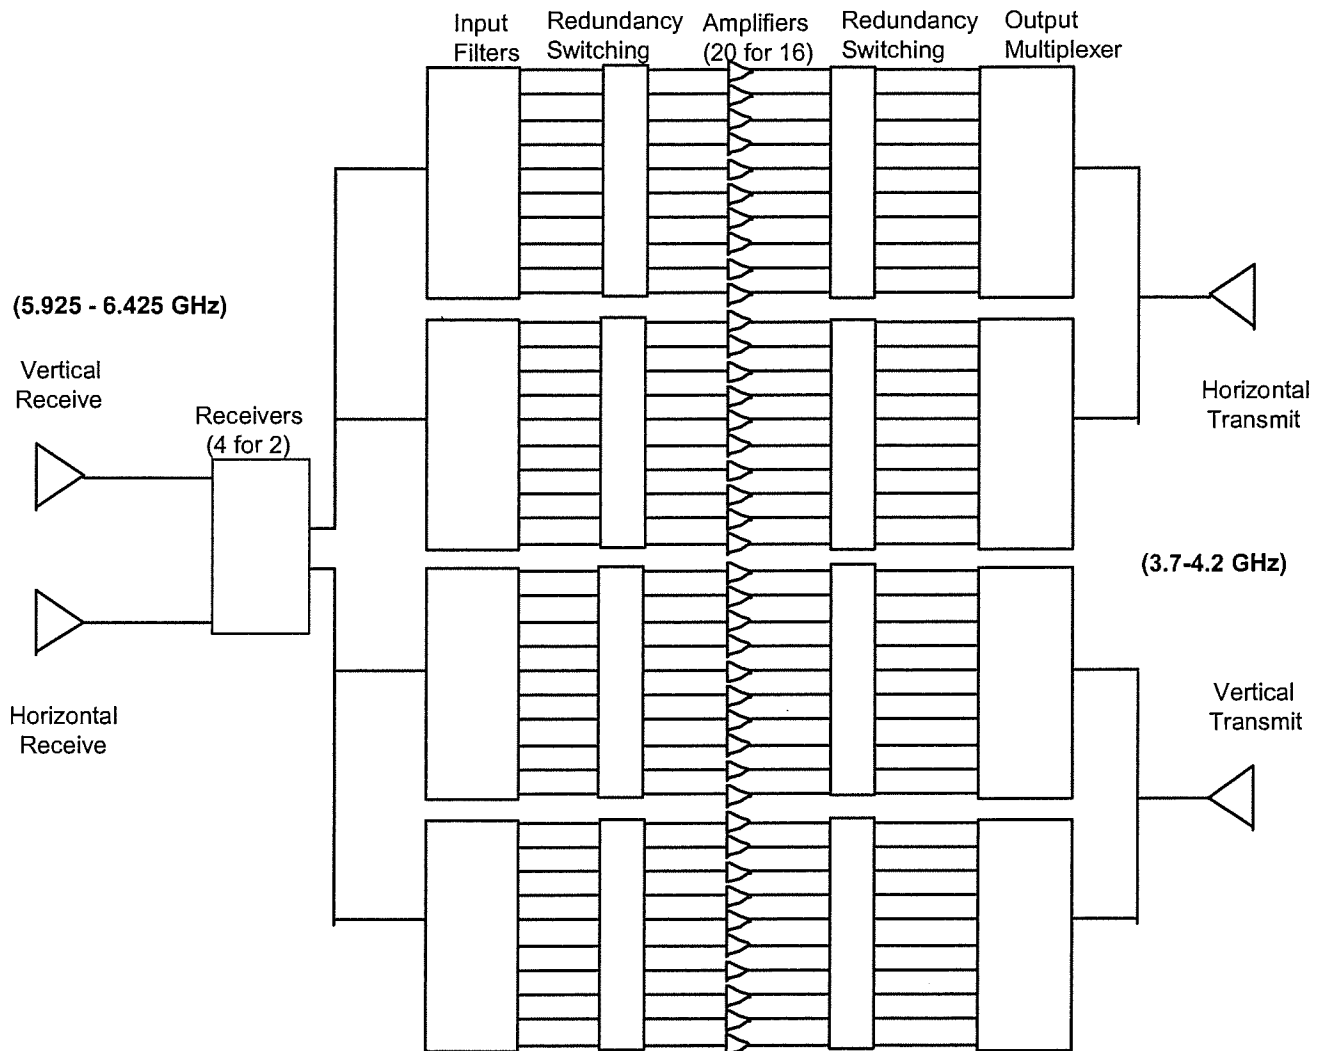 Input
Filters
Redundancy
Switching
Amplifiers
(20 for 16)
Redundancy
Switching
Output
Multiplexer
(5.925 - 6.425 GHz)
Vertical
Receive
Receivers
(4 for 2)
Horizontal
Transmit
(3.7-4.2 GHz)
Horizontal
Receive
Vertical
Transmit